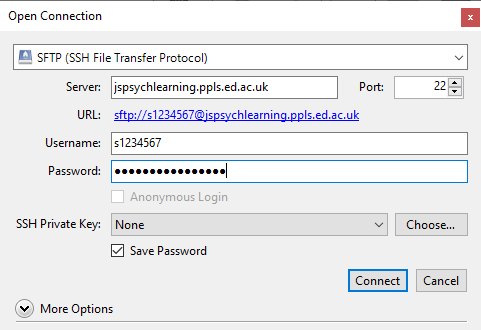 Open Connection
SFTP (SSH File Transfer Protocol)
Server: jspsychlearning.ppls.ed.ac.uk Port: 22
URL: sftp://s1234567@jspsychlearning.ppls.ed.ac.uk
Username: s1234567
Password: ●●●●●●●●●●●●●●●●
Anonymous Login
SSH Private Key: None Choose...
Save Password
Connect Cancel
More Options